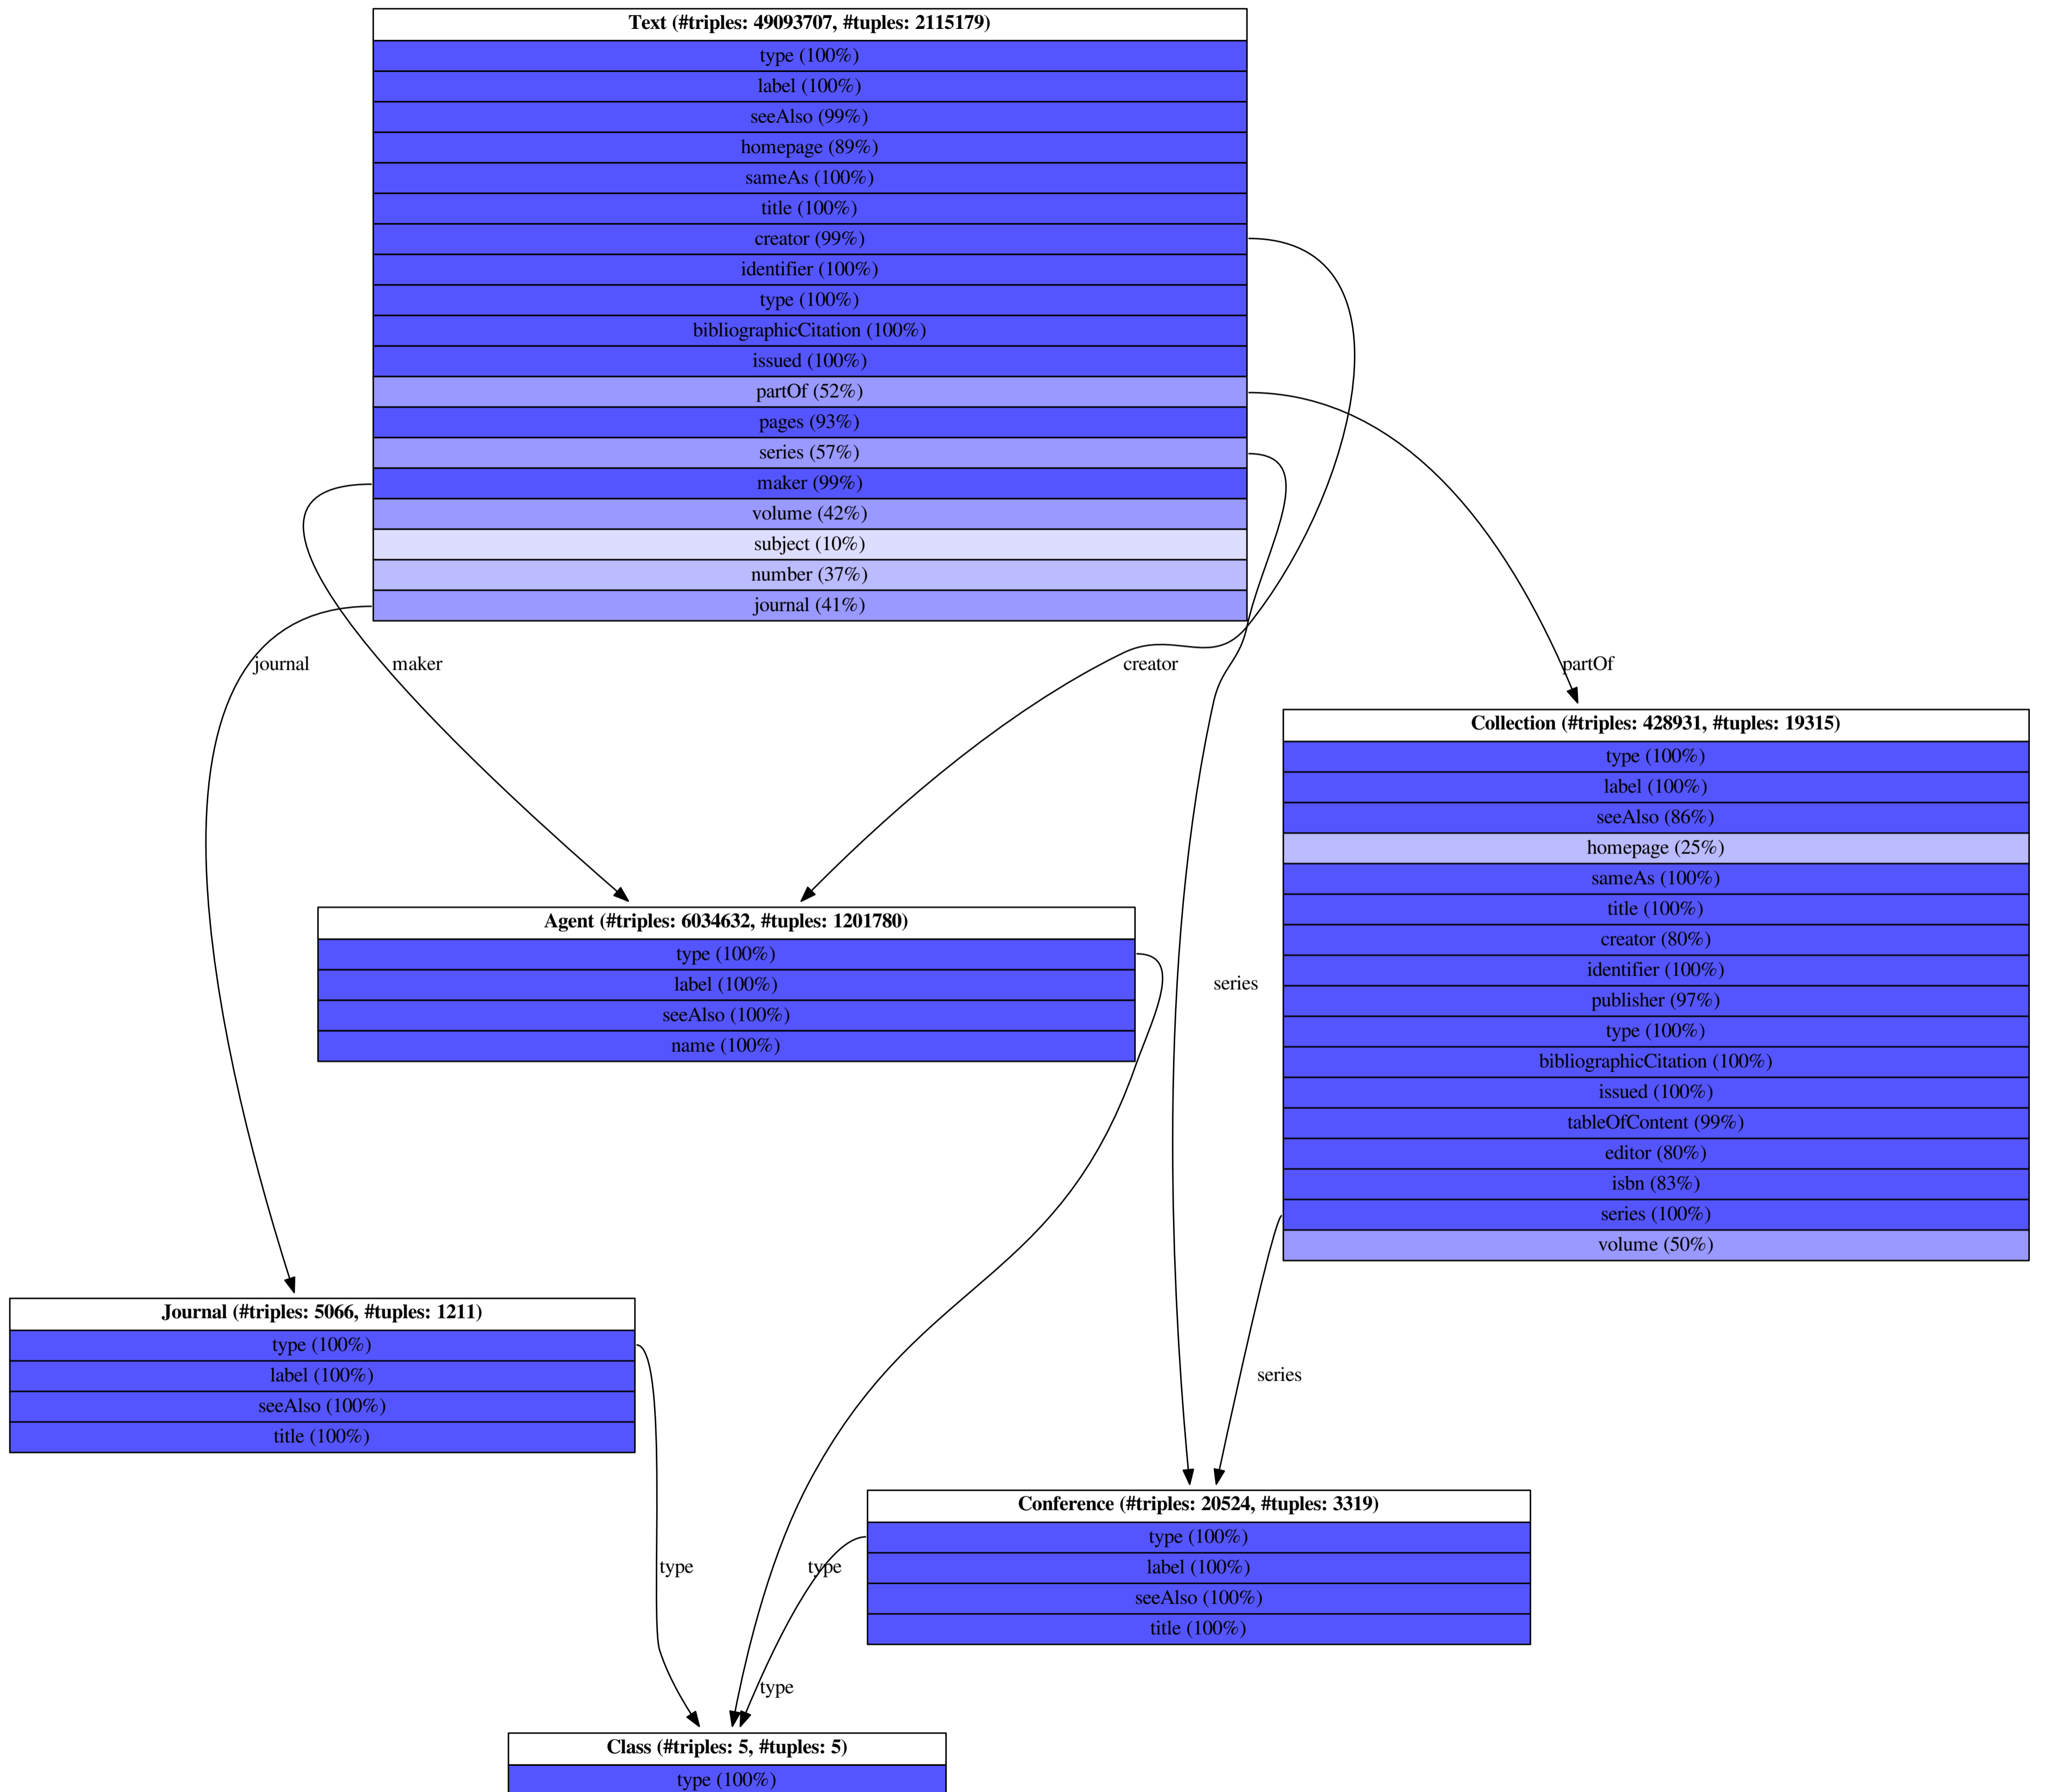 Text (#triples: 49093707, #tuples: 2115179)
type (100%)
label (100%)
seeAlso (99%)
homepage (89%)
sameAs (100%)
title (100%)
creator (99%)
identifier (100%)
type (100%)
bibliographicCitation (100%)
issued (100%)
partOf (52%)
pages (93%)
series (57%)
maker (99%)
volume (42%)
subject (10%)
number (37%)
journal (41%)
journal
maker
creator
partOf
Collection (#triples: 428931, #tuples: 19315)
type (100%)
label (100%)
seeAlso (86%)
homepage (25%)
sameAs (100%)
title (100%)
creator (80%)
identifier (100%)
publisher (97%)
type (100%)
bibliographicCitation (100%)
issued (100%)
tableOfContent (99%)
editor (80%)
isbn (83%)
series (100%)
volume (50%)
Agent (#triples: 6034632, #tuples: 1201780)
type (100%)
label (100%)
seeAlso (100%)
name (100%)
series
Journal (#triples: 5066, #tuples: 1211)
type (100%)
label (100%)
seeAlso (100%)
title (100%)
series
Conference (#triples: 20524, #tuples: 3319)
type (100%)
label (100%)
seeAlso (100%)
title (100%)
type
type
type
Class (#triples: 5, #tuples: 5)
type (100%)